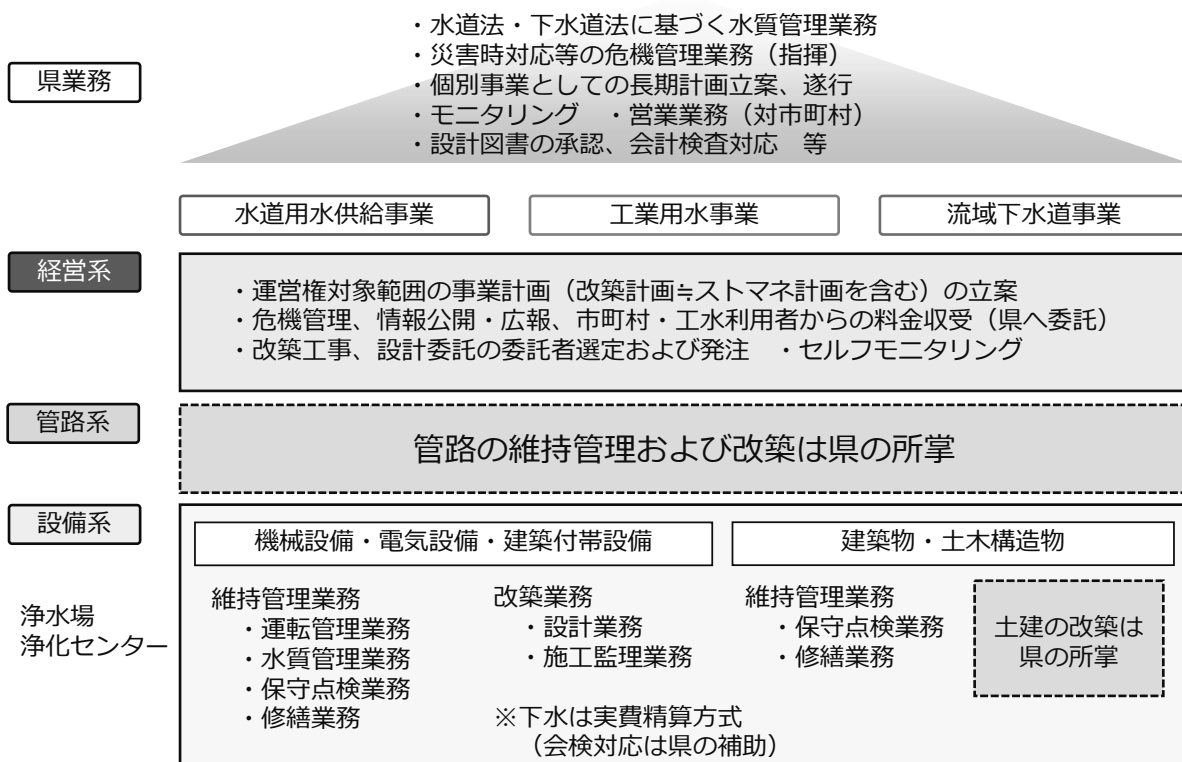 ・水道法・下水道法に基づく水質管理業務
・災害時対応等の危機管理業務（指揮）
県業務
・個別事業としての長期計画立案、遂行
・モニタリング　・営業業務（対市町村）
・設計図書の承認、会計検査対応　等
水道用水供給事業
工業用水事業
流域下水道事業
経営系
・運営権対象範囲の事業計画（改築計画≒ストマネ計画を含む）の立案
・危機管理、情報公開・広報、市町村・工水利用者からの料金収受（県へ委託）
・改築工事、設計委託の委託者選定および発注　・セルフモニタリング
管路系
管路の維持管理および改築は県の所掌
設備系
機械設備・電気設備・建築付帯設備
建築物・土木構造物
浄水場
浄化センター
維持管理業務
・運転管理業務
・水質管理業務
・保守点検業務
・修繕業務
改築業務
・設計業務
・施工監理業務
※下水は実費精算方式
（会検対応は県の補助）
維持管理業務
・保守点検業務
・修繕業務
土建の改築は
県の所掌